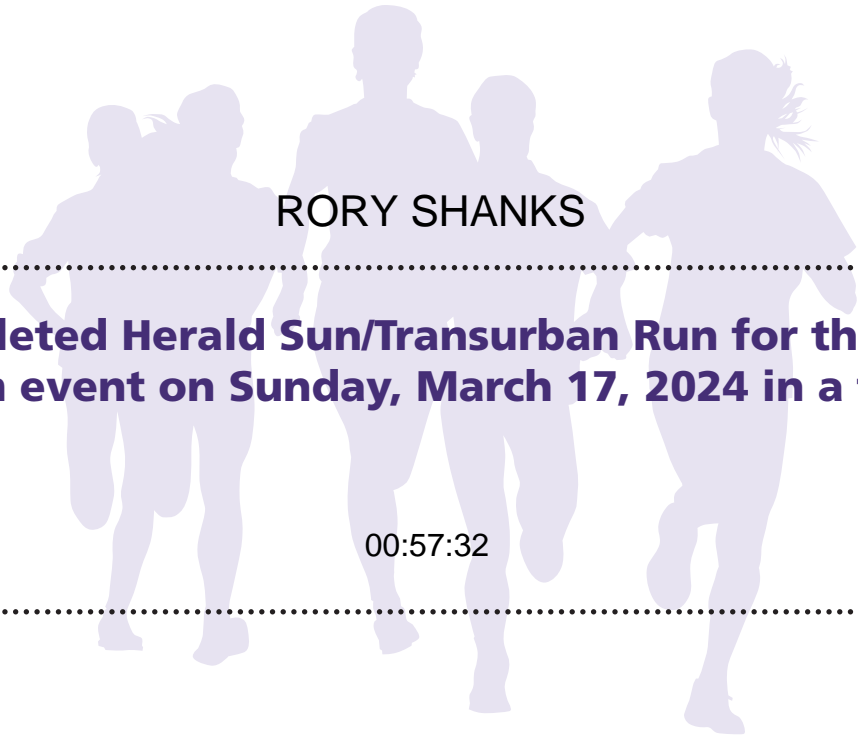 RORY SHANKS
leted Herald Sun/Transurban Run for th
event on Sunday, March 17, 2024 in a
00:57:32